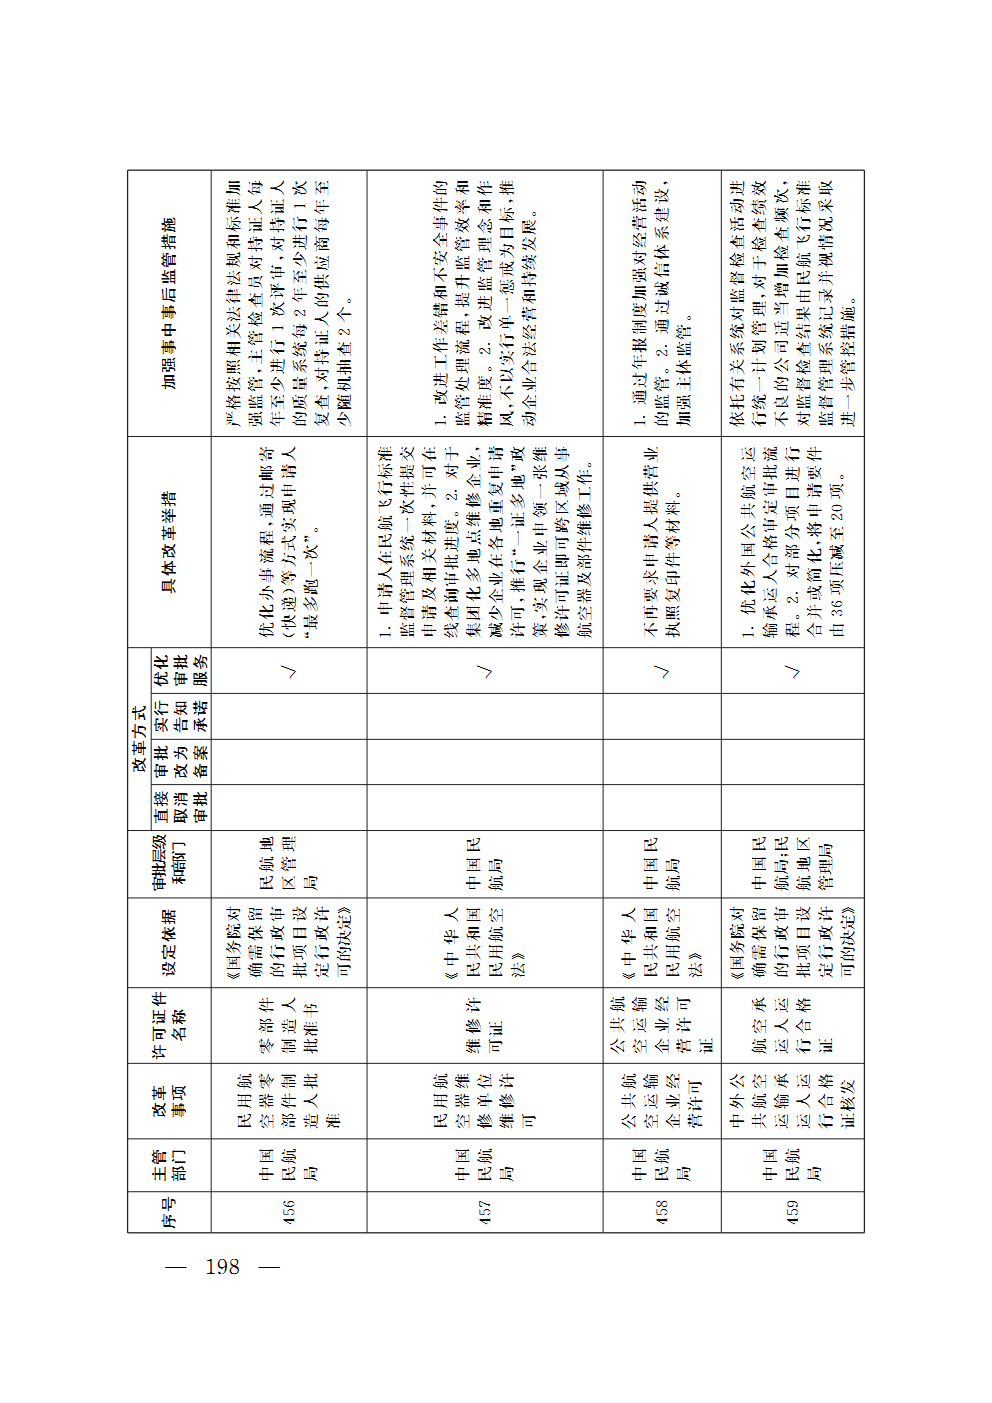 序号
主管
部门
改革
事项
许可证件
名称
设定依据
审批层级
和部门
改革方式
直接
取消
审批
审批
改为
备案
实行
告知
承诺
优化
审批
服务
具体改革举措
加强事中事后监管措施
456
中国
民航
局
民用航
空器零
部件制
造人批
准
零部件
制造人
批准书
《国务院对
确需保留
的行政审
批项目设
定行政许
可的决定》
民航地
区管理
局
√
优化办事流程,通过邮寄
(快递)等方式实现申请人
“最多跑一次”。
严格按照相关法律法规和标准加
强监管,主管检查员对持证人每
年至少进行1次评审,对持证人
的质量系统每2年至少进行1次
复查,对持证人的供应商每年至
少随机抽查2个。
457
中国
民航
局
民用航
空器维
修单位
维修许
可
维修许
可证
《中华人
民共和国
民用航空
法》
中国民
航局
√
1. 申请人在民航飞行标准
监督管理系统一次性提交
申请及相关材料,并可在
线查询审批进度。2. 对于
集团化多地点维修企业,
减少企业在各地重复申请
许可,推行“一证多地”政
策,实现企业申领一张维
修许可证即可跨区域从事
航空器及部件维修工作。
1. 改进工作差错和不安全事件的
监管处理流程,提升监管效率和
精准度。2. 改进监管理念和作
风,不以实行单一惩戒为目标,推
动企业合法经营和持续发展。
458
中国
民航
局
公共航
空运输
企业经
营许可
公共航
空运输
企业经
营许可
证
《中华人
民共和国
民用航空
法》
中国民
航局
√
不再要求申请人提供营业
执照复印件等材料。
1. 通过年报制度加强对经营活动
的监管。2. 通过诚信体系建设,
加强主体监管。
459
中国
民航
局
中外公
共航空
运输承
运人运
行合格
证核发
航空承
运人运
行合格
证
《国务院对
确需保留
的行政审
批项目设
定行政许
可的决定》
中国民
航局;民
航地区
管理局
√
1. 优化外国公共航空运
输承运人合格审定审批流
程。2. 对部分项目进行
合并或简化,将申请要件
由36项压减至20项。
依托有关系统对监督检查活动进
行统一计划管理,对于检查绩效
不良的公司适当增加检查频次,
对监督检查结果由民航飞行标准
监督管理系统记录并视情况采取
进一步管控措施。
— 198 —